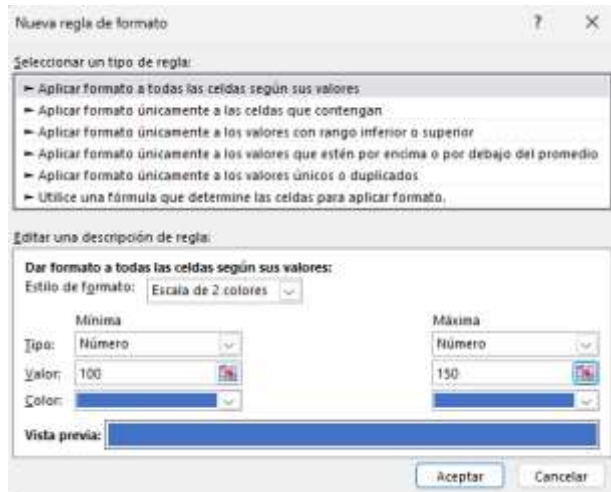 Nueva regla de formato ? ×
Seleccionar un tipo de regla:
► Aplicar formato a todas las celdas según sus valores
► Aplicar formato únicamente a las celdas que contengan
► Aplicar formato únicamente a los valores con rango inferior o superior
► Aplicar formato únicamente a los valores que estén por encima o por debajo del promedio
► Aplicar formato únicamente a los valores únicos o duplicados
► Utilice una fórmula que determine las celdas para aplicar formato.
Editar una descripción de regla:
Dar formato a todas las celdas según sus valores:
Estilo de formato: Escala de 2 colores
Mínima Máxima
Tipo: Número Número
Valor: 100 150
Color:
Vista previa:
Aceptar Cancelar